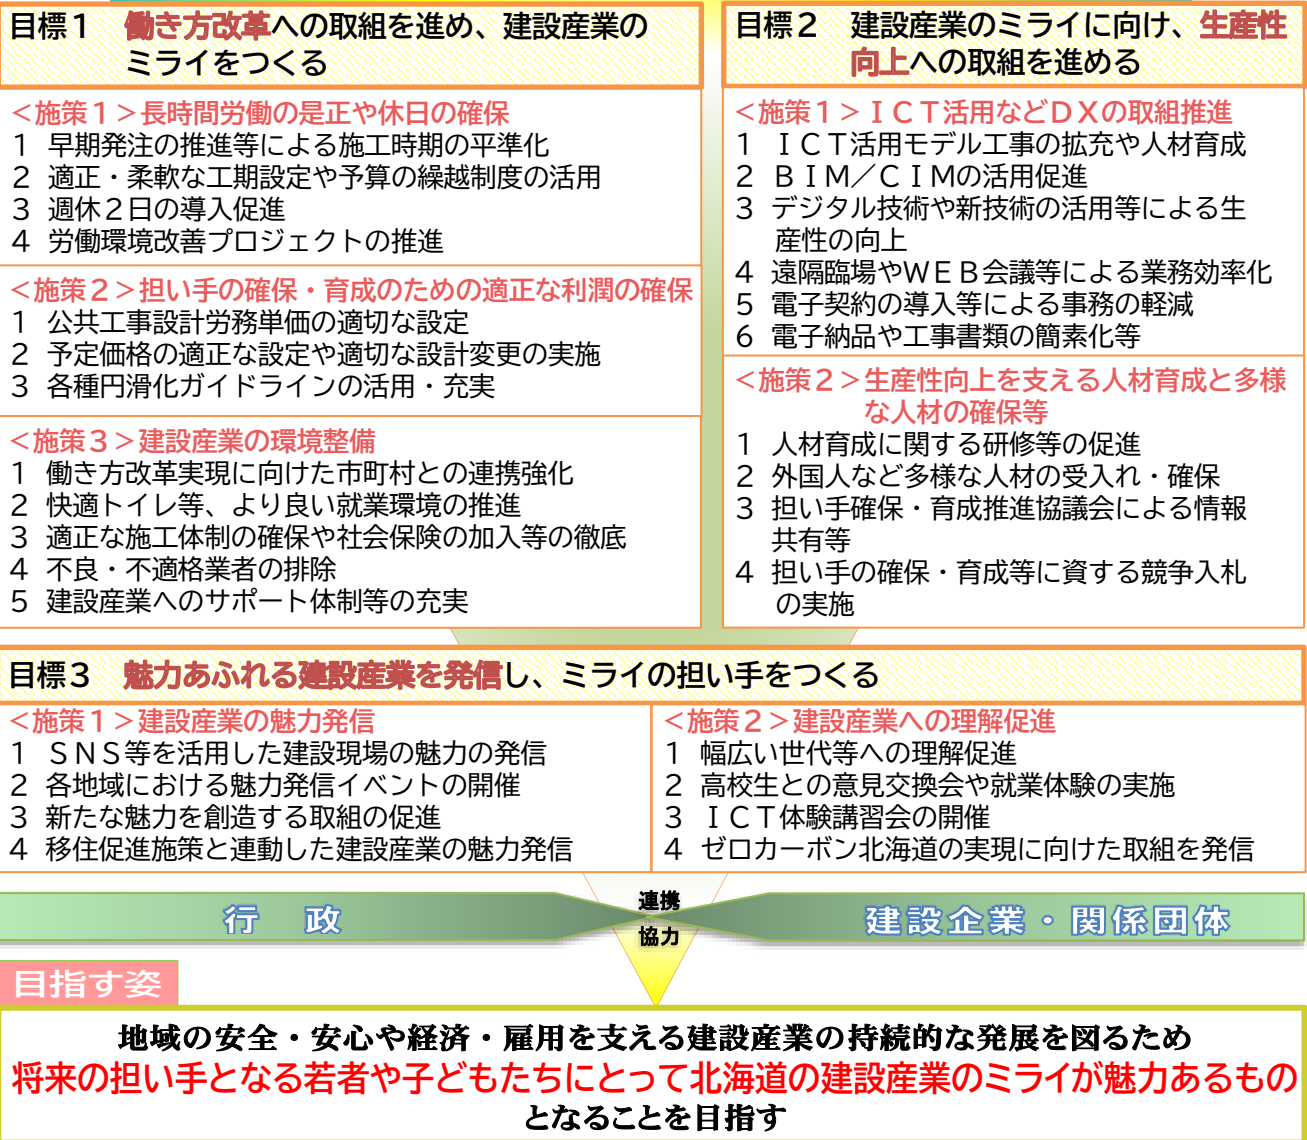 目標１　働き方改革への取組を進め、建設産業の
ミライをつくる
＜施策１＞長時間労働の是正や休日の確保
１　早期発注の推進等による施工時期の平準化
２　適正・柔軟な工期設定や予算の繰越制度の活用
３　週休２日の導入促進
４　労働環境改善プロジェクトの推進
＜施策２＞担い手の確保・育成のための適正な利潤の確保
１　公共工事設計労務単価の適切な設定
２　予定価格の適正な設定や適切な設計変更の実施
３　各種円滑化ガイドラインの活用・充実
＜施策３＞建設産業の環境整備
１　働き方改革実現に向けた市町村との連携強化
２　快適トイレ等、より良い就業環境の推進
３　適正な施工体制の確保や社会保険の加入等の徹底
４　不良・不適格業者の排除
５　建設産業へのサポート体制等の充実
目標２　建設産業のミライに向け、生産性
向上への取組を進める
＜施策１＞ＩＣＴ活用などＤＸの取組推進
１　ＩＣＴ活用モデル工事の拡充や人材育成
２　ＢＩＭ／ＣＩＭの活用促進
３　デジタル技術や新技術の活用等による生
産性の向上
４　遠隔臨場やＷＥＢ会議等による業務効率化
５　電子契約の導入等による事務の軽減
６　電子納品や工事書類の簡素化等
＜施策２＞生産性向上を支える人材育成と多様
な人材の確保等
１　人材育成に関する研修等の促進
２　外国人など多様な人材の受入れ・確保
３　担い手確保・育成推進協議会による情報
共有等
４　担い手の確保・育成等に資する競争入札
の実施
目標３　魅力あふれる建設産業を発信し、ミライの担い手をつくる
＜施策１＞建設産業の魅力発信
１　ＳＮＳ等を活用した建設現場の魅力の発信
２　各地域における魅力発信イベントの開催
３　新たな魅力を創造する取組の促進
４　移住促進施策と連動した建設産業の魅力発信
＜施策２＞建設産業への理解促進
１　幅広い世代等への理解促進
２　高校生との意見交換会や就業体験の実施
３　ＩＣＴ体験講習会の開催
４　ゼロカーボン北海道の実現に向けた取組を発信
行　政
連携
協力
建設企業・関係団体
目指す姿
地域の安全・安心や経済・雇用を支える建設産業の持続的な発展を図るため
将来の担い手となる若者や子どもたちにとって北海道の建設産業のミライが魅力あるもの
となることを目指す